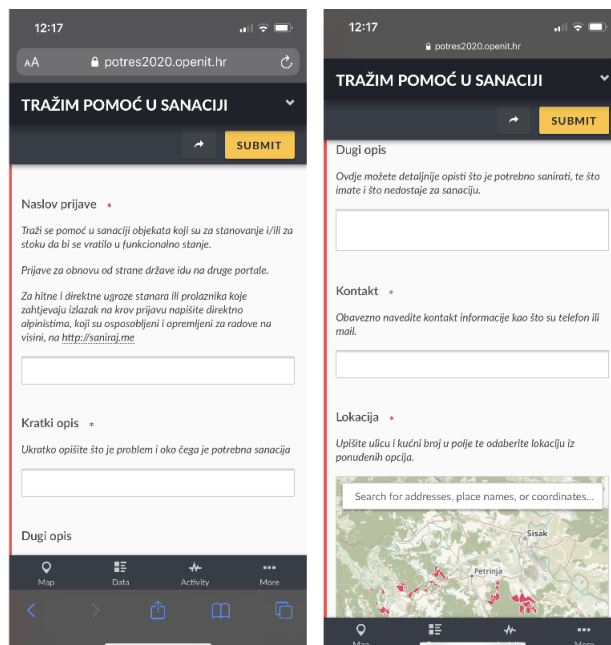 12:17
AA
potres2020.openit.hr
TRAŽIM POMOĆ U SANACIJI
SUBMIT
Naslov prijave *
Traži se pomoć u sanaciji objekata koji su za stanovanje i/ili za
stoku da bi se vratilo u funkcionalno stanje.
Prijave za obnovu od strane države idu na druge portale.
Za hitne i direktne ugroze stanara ili prolaznika koje
zahtjevaju izlazak na krov prijavu napišite direktno
alpinistima, koji su osposobljeni i opremljeni za radove na
visini, na http://saniraj.me
Kratki opis *
Ukratko opišite što je problem i oko čega je potrebna sanacija
Dugi opis
Map
Data
Activity
More
12:17
potres2020.openit.hr
TRAŽIM POMOĆ U SANACIJI
SUBMIT
Dugi opis
Ovdje možete detaljnije opisti što je potrebno sanirati, te što
imate i što nedostaje za sanaciju.
Kontakt *
Obavezno navedite kontakt informacije kao što su telefon ili
mail.
Lokacija *
Upišite ulicu i kućni broj u polje te odaberite lokaciju iz
ponuđenih opcija.
Search for addresses, place names, or coordinates...
Sisak
Petrinja
Map
More